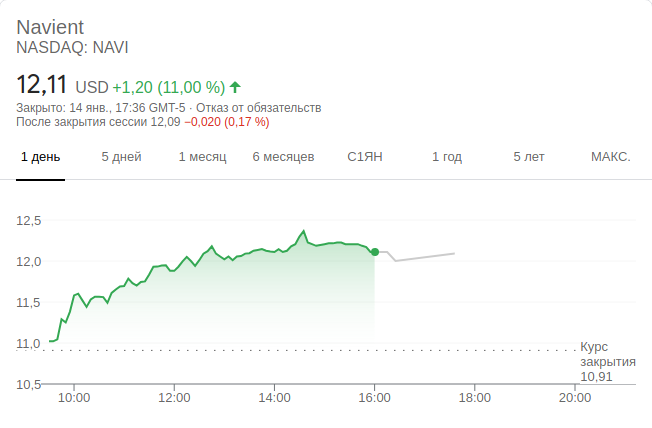 Navient
NASDAQ: NAVI
12,11 USD +1,20 (11,00 %)
Закрыто: 14 янв., 17:36 GMT-5 · Отказ от обязательств
После закрытия сессии 12,09 −0,020 (0,17 %)
1 день 5 дней 1 месяц 6 месяцев С1ЯН 1 год 5 лет МАКС.
12,5
12,0
11,5
11,0
Курс
закрытия
10,91
10,5
10:00 12:00 14:00 16:00 18:00 20:00